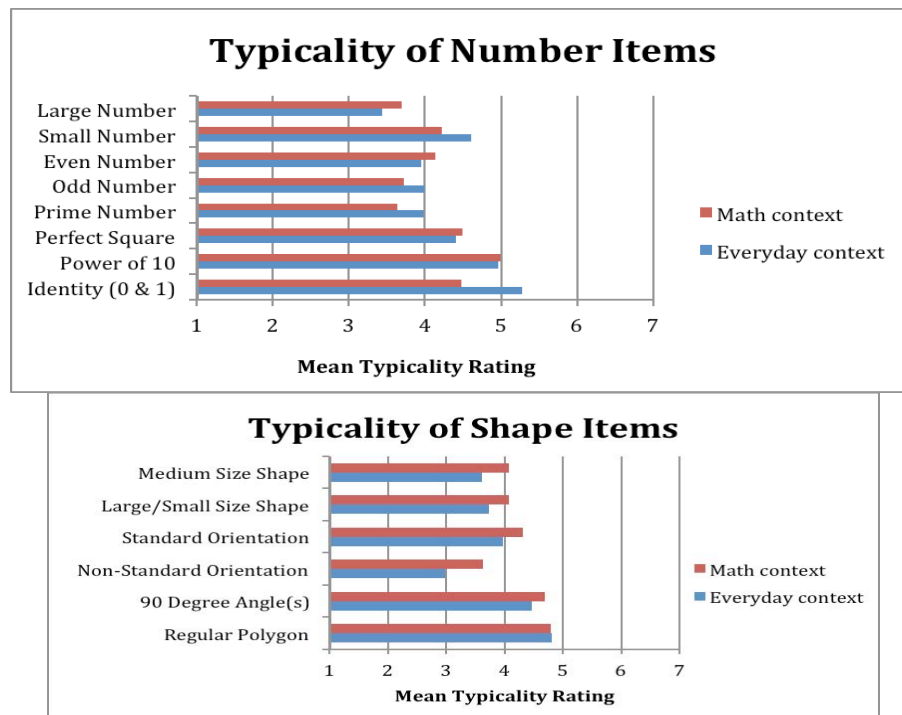 Typicality of Number Items
Large Number
Small Number
Even Number
Odd Number
Prime Number
Perfect Square
Power of 10
Identity (0 & 1)
Math context
Everyday context
1 2 3 4 5 6 7
Mean Typicality Rating
Typicality of Shape Items
Medium Size Shape
Large/Small Size Shape
Standard Orientation
Non-Standard Orientation
90 Degree Angle(s)
Regular Polygon
Math context
Everyday context
1 2 3 4 5 6 7
Mean Typicality Rating